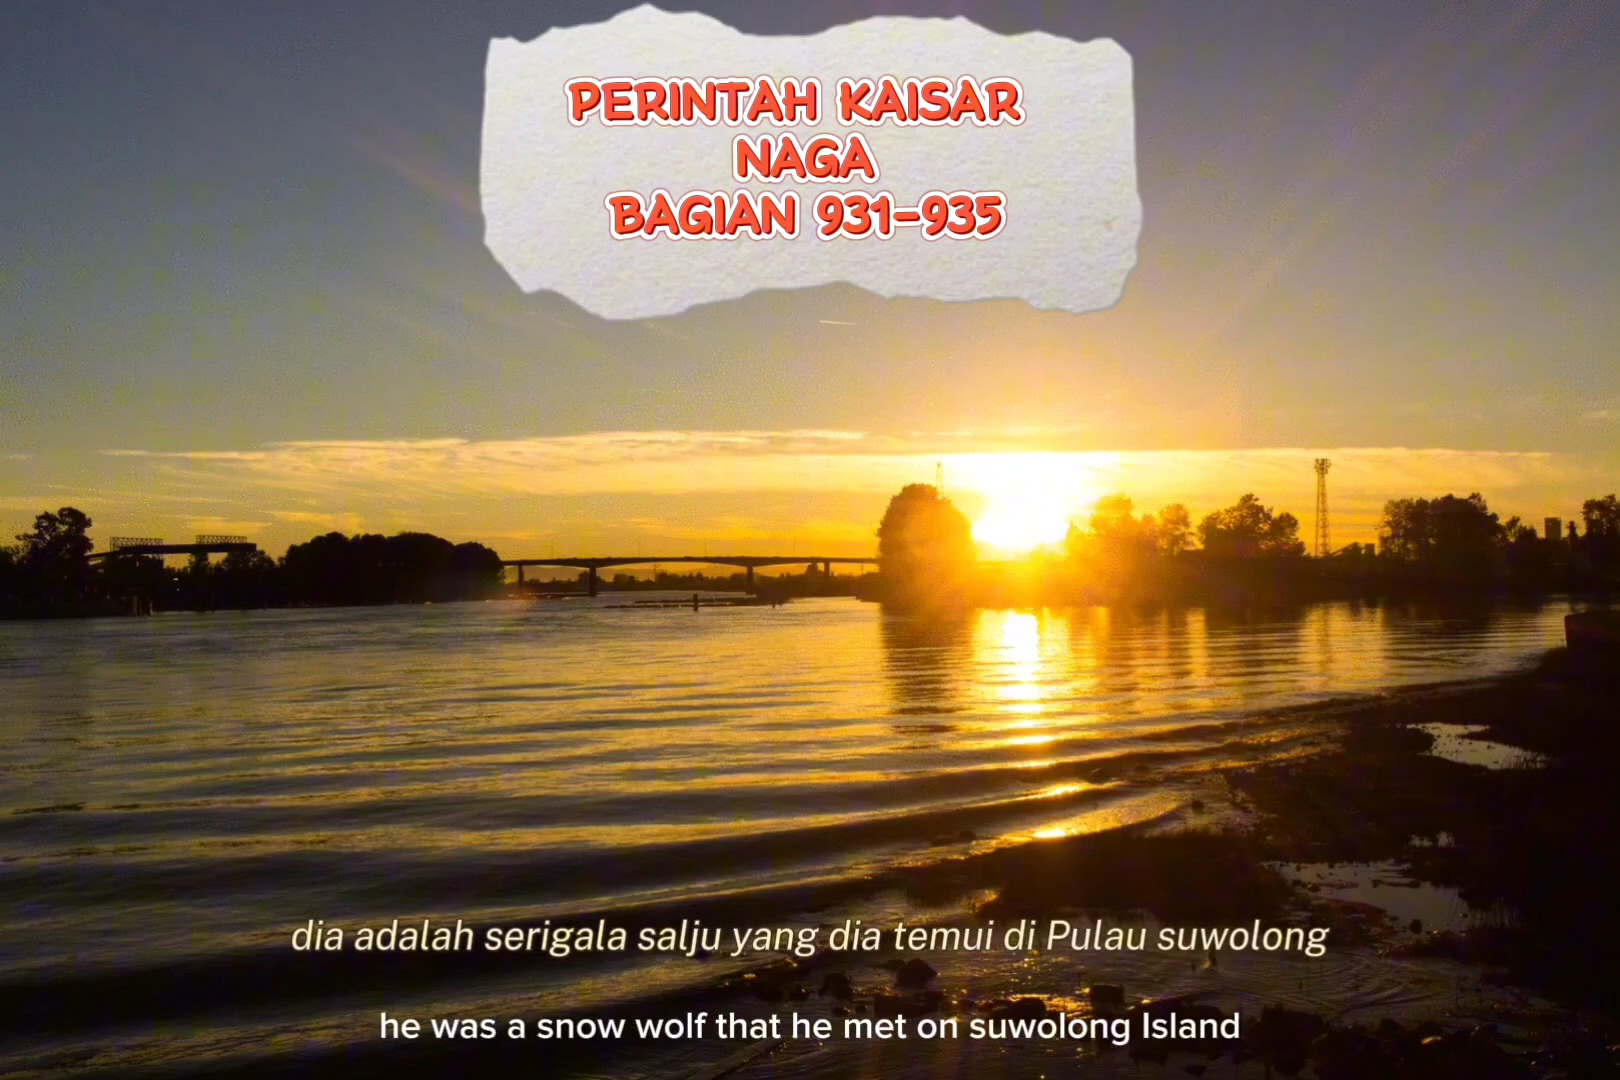 PERINTAH KAISAR
NAGA
BAGIAN 931-935
dia adalah serigala salju yang dia temui di Pulau suwolong
he was a snow wolf that he met on suwolong Island